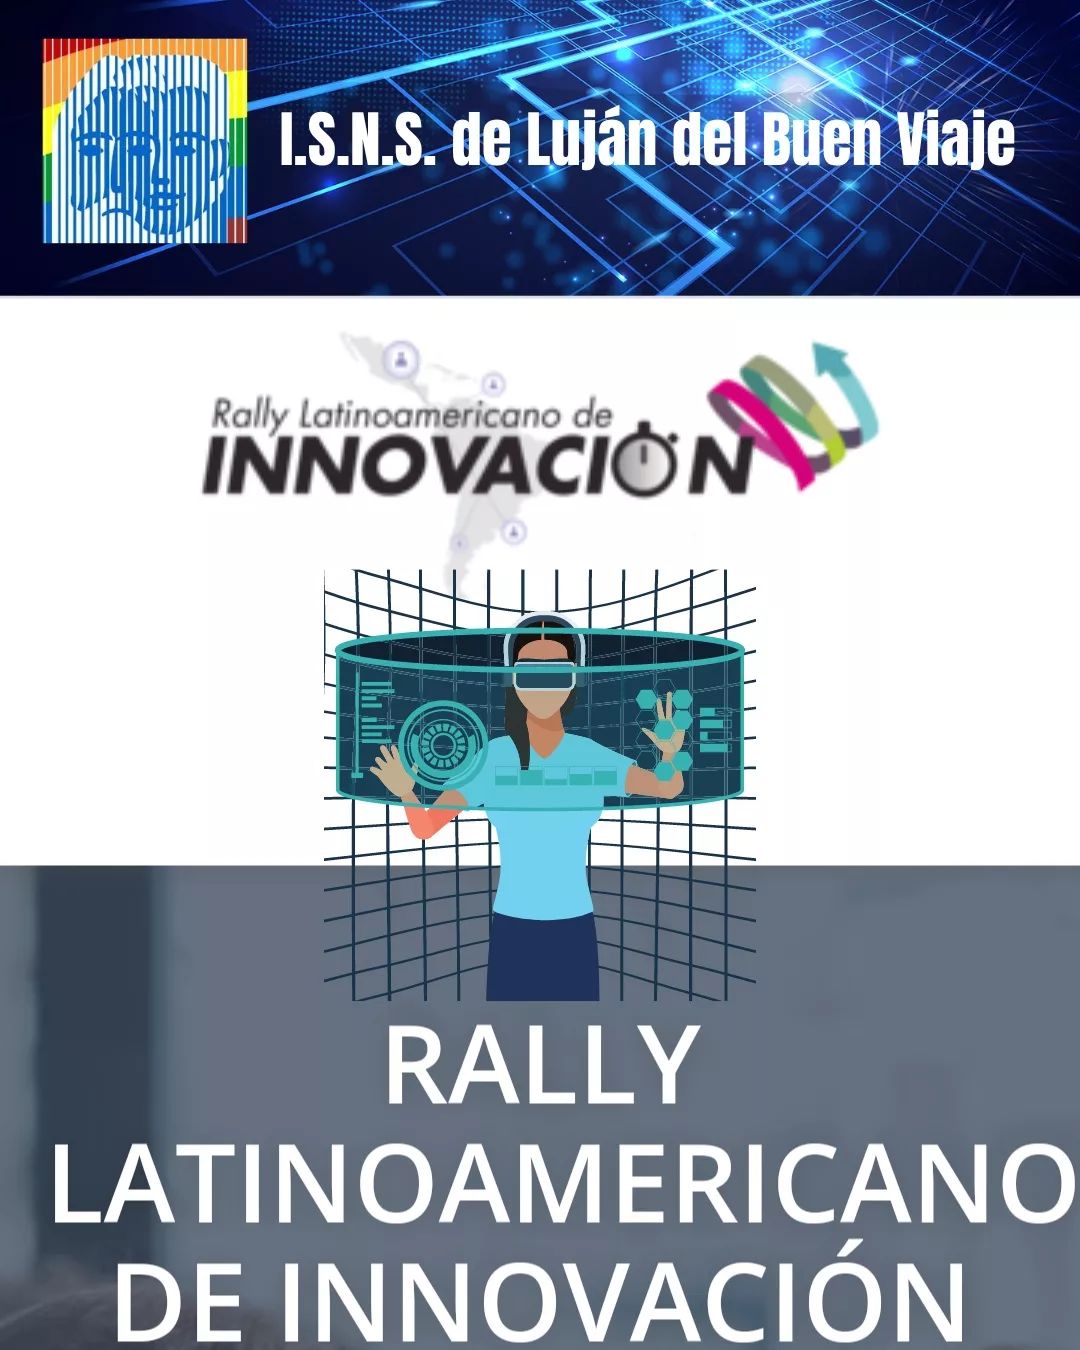 I.S.N.S. de Luján del Buen Viaje
Rally Latinoamericano de
INNOVACIÓN
RALLY
LATINOAMERICANO
DE INNOVACIÓN